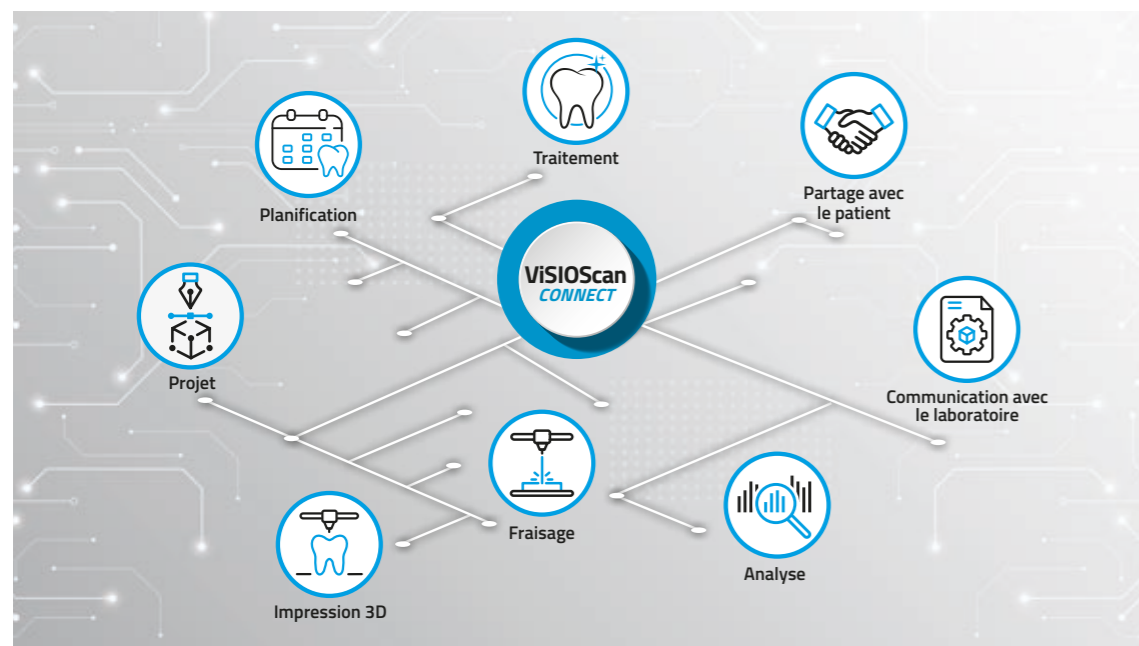 Traitement
Planification
Partage avec
le patient
ViSIOScan
CONNECT
Projet
Communication avec
le laboratoire
Fraisage
Analyse
Impression 3D